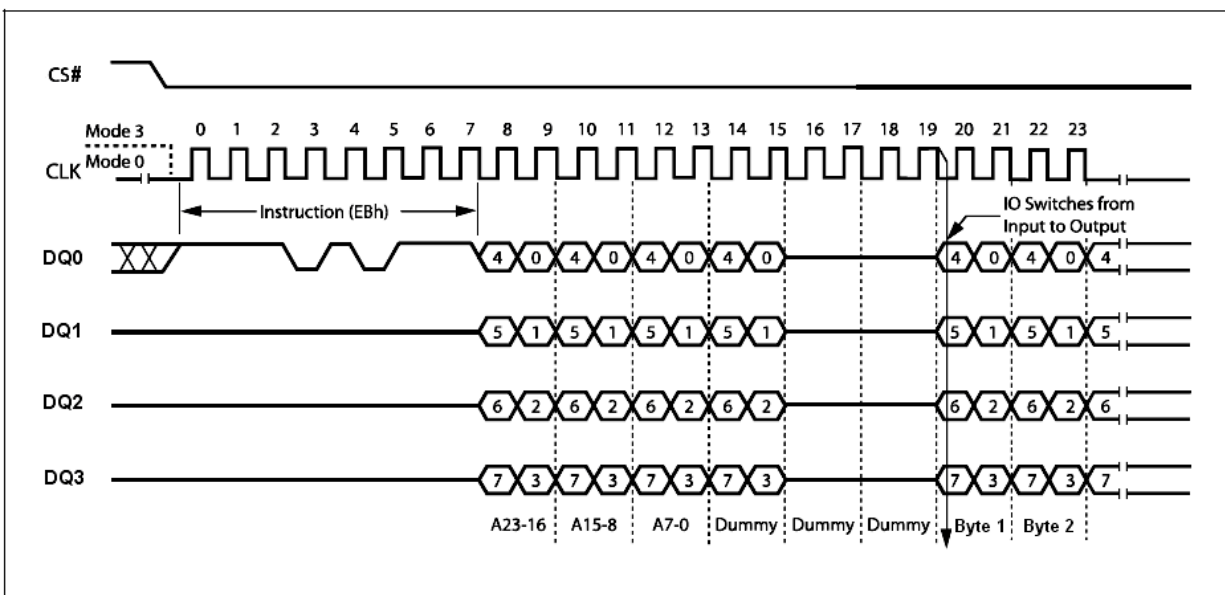 CS#
Mode 3
0 1 2 3 4 5 6 7 8 9 10 11 12 13 14 15 16 17 18 19 20 21 22 23
CLK
Mode 0
Instruction (EBh)
IO Switches from
Input to Output
DQ0
4 0 4 0 4 0 4 0 4 0 4 0 4
DQ1
5 1 5 1 5 1 5 1 5 1 5 1 5
DQ2
6 2 6 2 6 2 6 2 6 2 6 2 6
DQ3
7 3 7 3 7 3 7 3 7 3 7 3 7
A23-16 A15-8 A7-0 Dummy Dummy Dummy Byte 1 Byte 2